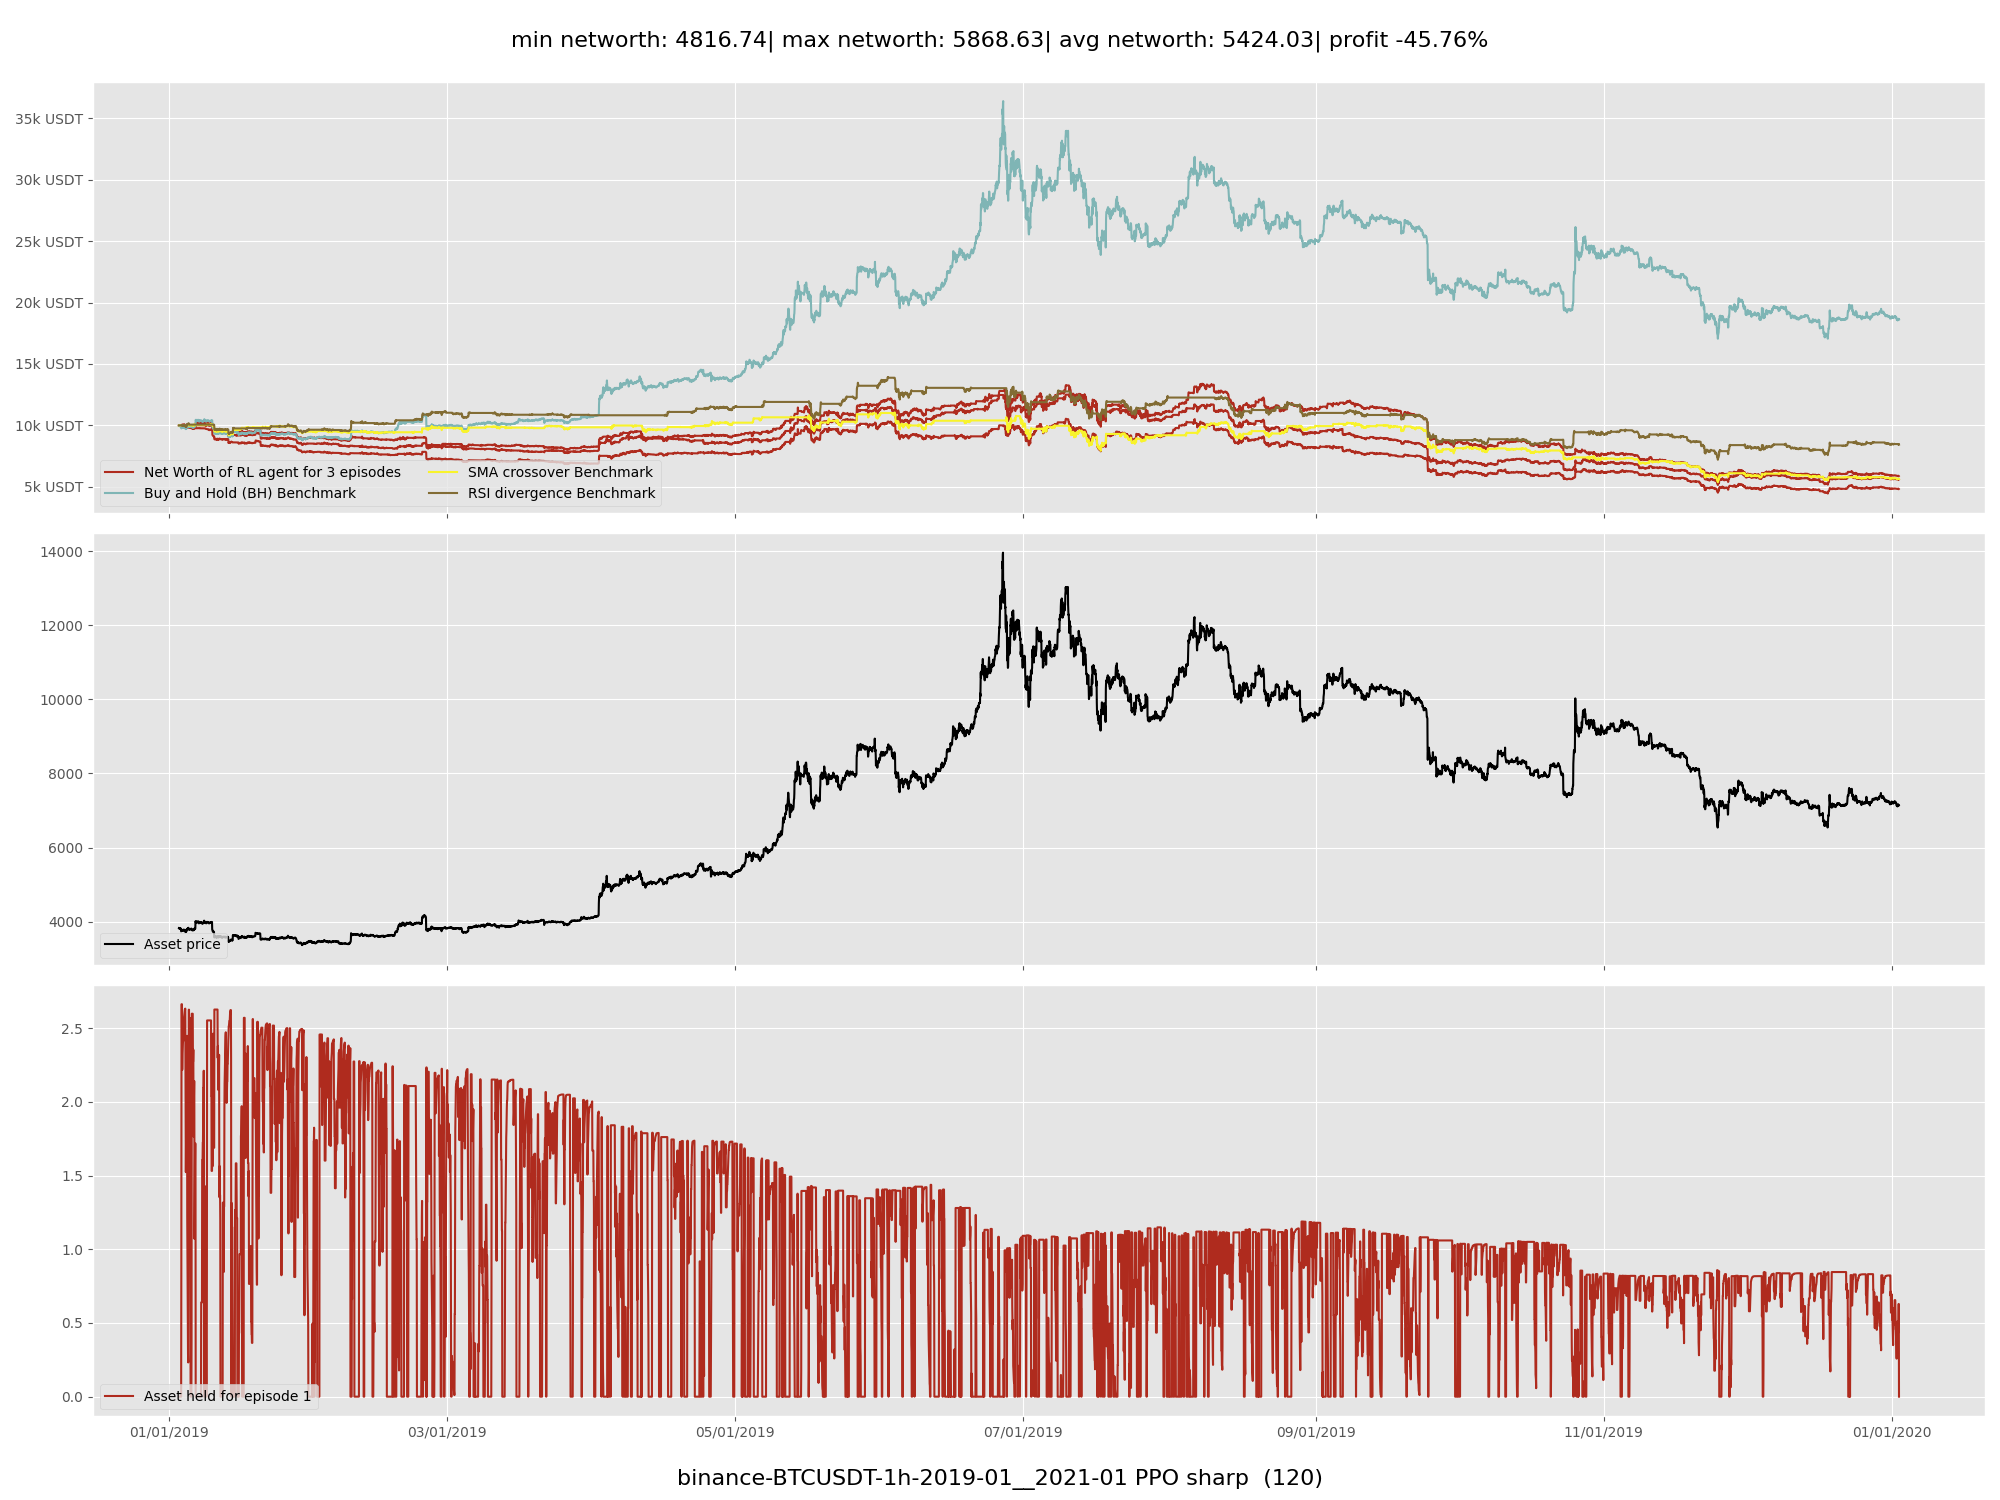 min networth: 4816.74| max networth: 5868.63| avg networth: 5424.03| profit -45.76%
35k USDT
30k USDT
25k USDT
20k USDT
15k USDT
10k USDT
5k USDT
Net Worth of RL agent for 3 episodes
Buy and Hold (BH) Benchmark
SMA crossover Benchmark
RSI divergence Benchmark
14000
12000
10000
8000
6000
4000
Asset price
2.5
2.0
1.5
1.0
0.5
0.0
Asset held for episode 1
01/01/2019 03/01/2019 05/01/2019 07/01/2019 09/01/2019 11/01/2019 01/01/2020
binance-BTCUSDT-1h-2019-01__2021-01 PPO sharp (120)